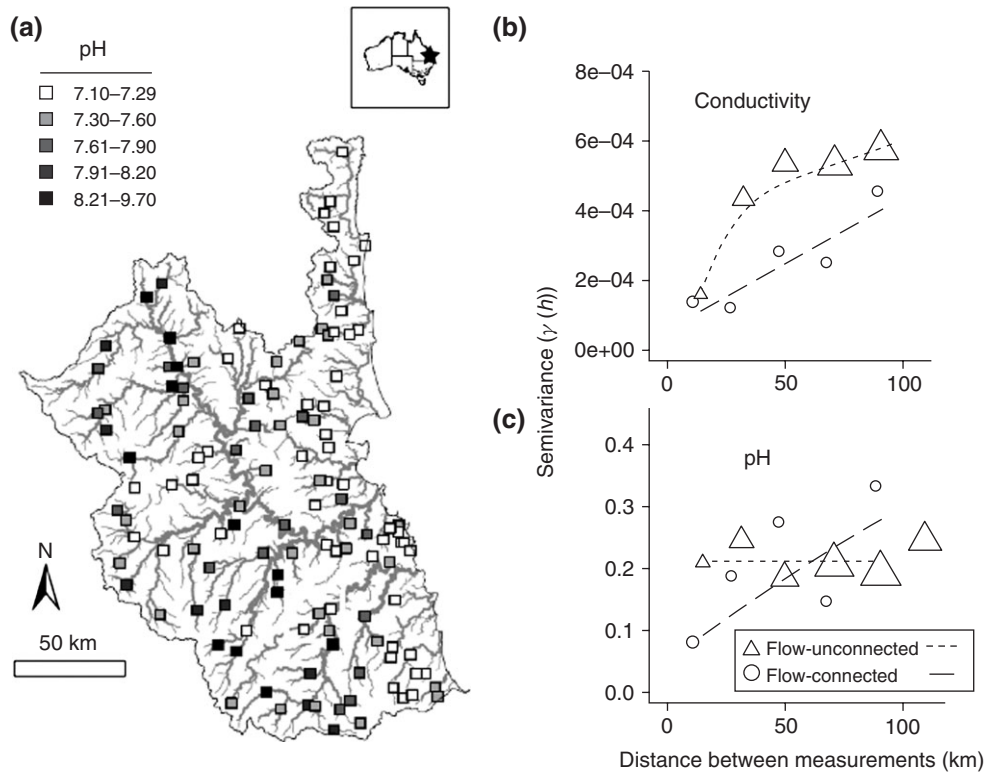 (a)
pH
7.10–7.29
7.30–7.60
7.61–7.90
7.91–8.20
8.21–9.70
N
50 km
(b)
Conductivity
8e–04
6e–04
4e–04
2e–04
0e+00
0 50 100
Semivariance (γ (h))
(c)
pH
0.4
0.3
0.2
0.1
0.0
Flow-unconnected
Flow-connected
0 50 100
Distance between measurements (km)